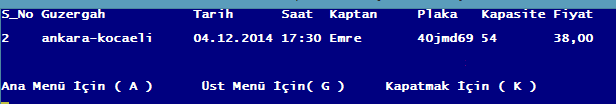 S_No Guzergah Tarih Saat Kaptan Plaka Kapasite Fiyat
2 ankara-kocaeli 04.12.2014 17:30 Emre 40jmd69 54 38,00
Ana Menü İçin ( A ) Üst Menü İçin( G ) Kapatmak İçin ( K )